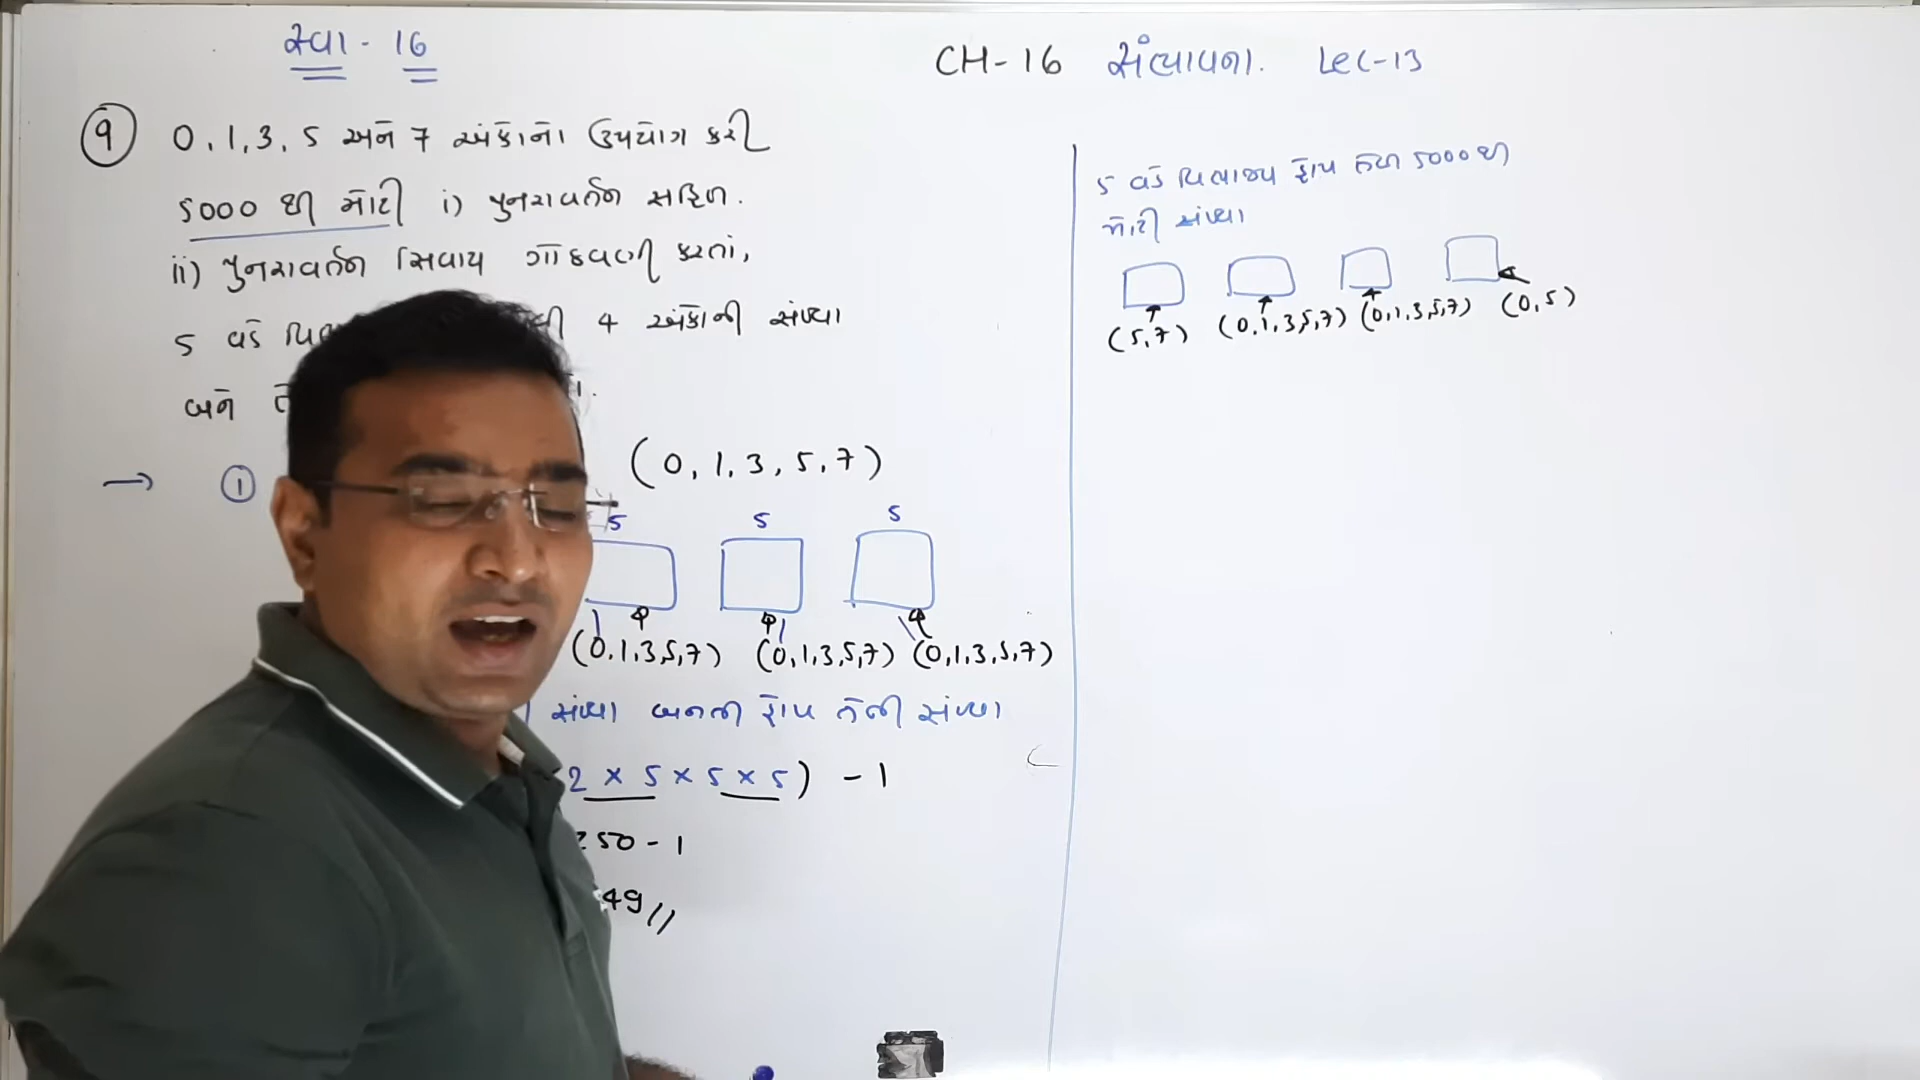 સ્વા - 16
CH-16 સંભાવના. Lec-13
9 0, 1, 3, 5 અને 7 અંકોનો ઉપયોગ કરી
5000 થી મોટી i) પુનરાવર્તન સહિત.
ii) પુનરાવર્તન સિવાય ગોઠવણી કરતાં,
5 વડે 4 અંકોની સંખ્યા
બને
→ 1 (0, 1, 3, 5, 7)
5 5 5
(0,1,3,5,7) (0,1,3,5,7) (0,1,3,5,7)
સંખ્યા બનતી હોય તેની સંખ્યા
2 × 5 × 5 × 5) - 1
250 - 1
49 //
5 વડે વિભાજ્ય હોય તથા 5000 થી
મોટી સંખ્યા
(5,7) (0,1,3,5,7) (0,1,3,5,7) (0,5)